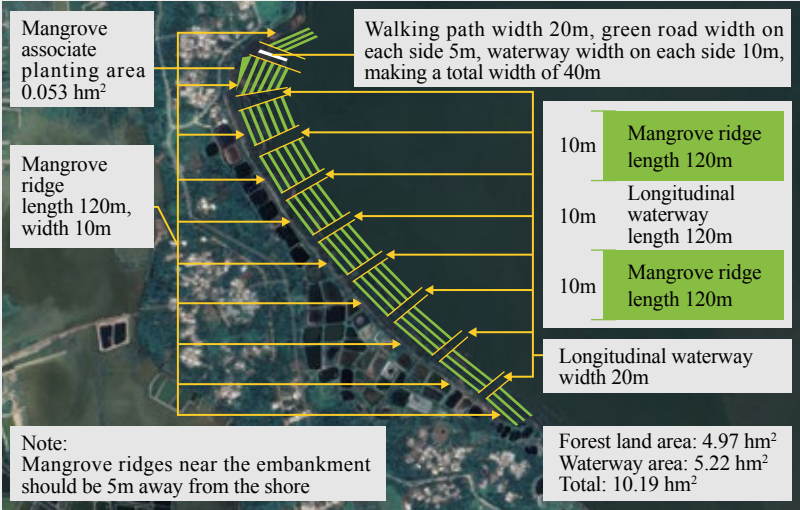 Mangrove
associate
planting area
0.053 hm²
Walking path width 20m, green road width on
each side 5m, waterway width on each side 10m,
making a total width of 40m
Mangrove
ridge
length 120m,
width 10m
10m
Mangrove ridge
length 120m
10m
Longitudinal
waterway
length 120m
10m
Mangrove ridge
length 120m
Longitudinal waterway
width 20m
Note:
Mangrove ridges near the embankment
should be 5m away from the shore
Forest land area: 4.97 hm²
Waterway area: 5.22 hm²
Total: 10.19 hm²